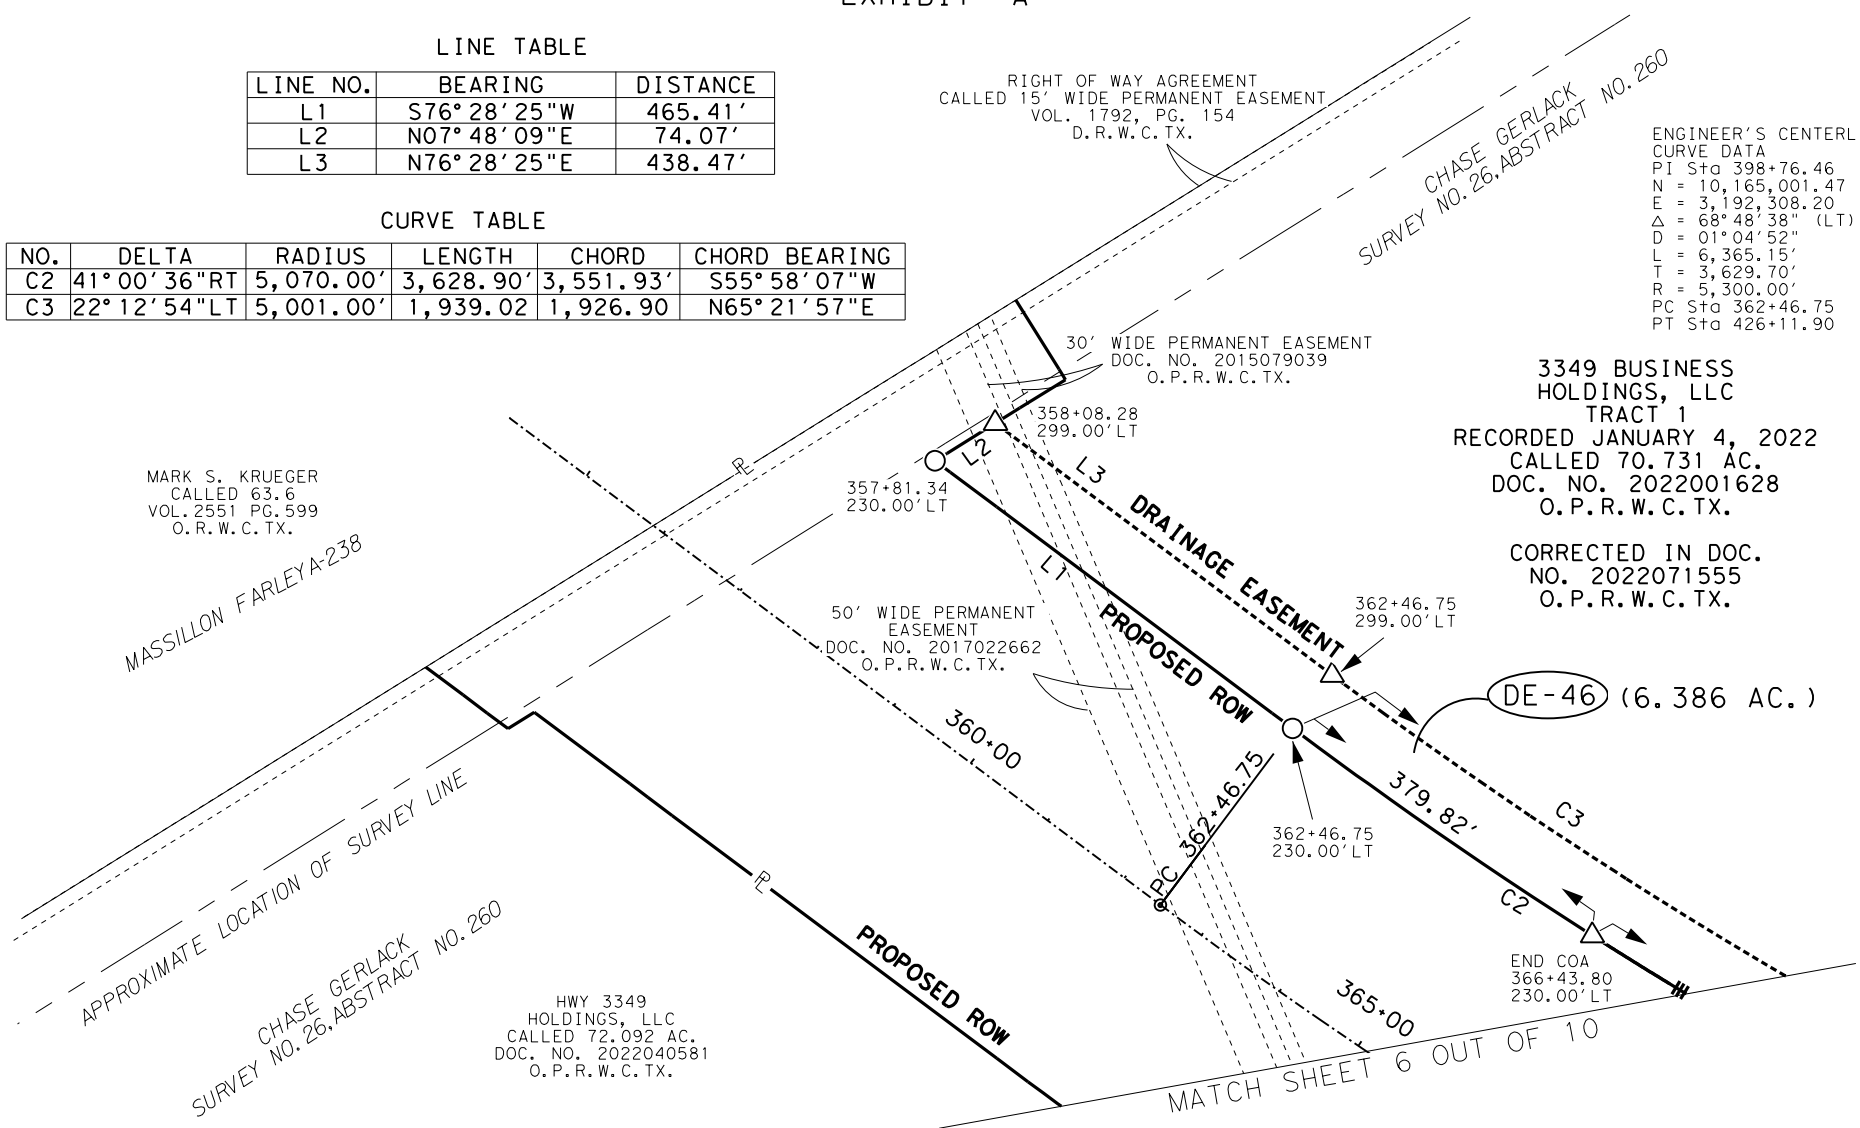 EXHIBIT "A"
LINE TABLE
LINE NO. BEARING DISTANCE
L1 S76°28'25"W 465.41'
L2 N07°48'09"E 74.07'
L3 N76°28'25"E 438.47'
CURVE TABLE
NO. DELTA RADIUS LENGTH CHORD CHORD BEARING
C2 41°00'36"RT 5,070.00' 3,628.90' 3,551.93' S55°58'07"W
C3 22°12'54"LT 5,001.00' 1,939.02 1,926.90 N65°21'57"E
RIGHT OF WAY AGREEMENT
CALLED 15' WIDE PERMANENT EASEMENT
VOL. 1792, PG. 154
D.R.W.C.TX.
CHASE GERLACK
SURVEY NO.26,ABSTRACT NO.260
ENGINEER'S CENTERL
CURVE DATA
PI Sta 398+76.46
N = 10,165,001.47
E = 3,192,308.20
Δ = 68°48'38" (LT)
D = 01°04'52"
L = 6,365.15'
T = 3,629.70'
R = 5,300.00'
PC Sta 362+46.75
PT Sta 426+11.90
30' WIDE PERMANENT EASEMENT
DOC. NO. 2015079039
O.P.R.W.C.TX.
3349 BUSINESS
HOLDINGS, LLC
TRACT 1
RECORDED JANUARY 4, 2022
CALLED 70.731 AC.
DOC. NO. 2022001628
O.P.R.W.C.TX.
CORRECTED IN DOC.
NO. 2022071555
O.P.R.W.C.TX.
358+08.28
299.00'LT
L2
L3
357+81.34
230.00'LT
MARK S. KRUEGER
CALLED 63.6
VOL.2551 PG.599
O.R.W.C.TX.
PL
MASSILLON FARLEY A-238
L1
DRAINAGE EASEMENT
PROPOSED ROW
362+46.75
299.00'LT
50' WIDE PERMANENT
EASEMENT
DOC. NO. 2017022662
O.P.R.W.C.TX.
DE-46 (6.386 AC.)
360+00
PC 362+46.75
379.82'
C3
362+46.75
230.00'LT
C2
APPROXIMATE LOCATION OF SURVEY LINE
PL
PROPOSED ROW
CHASE GERLACK
SURVEY NO.26,ABSTRACT NO.260
HWY 3349
HOLDINGS, LLC
CALLED 72.092 AC.
DOC. NO. 2022040581
O.P.R.W.C.TX.
END COA
366+43.80
230.00'LT
365+00
MATCH SHEET 6 OUT OF 10